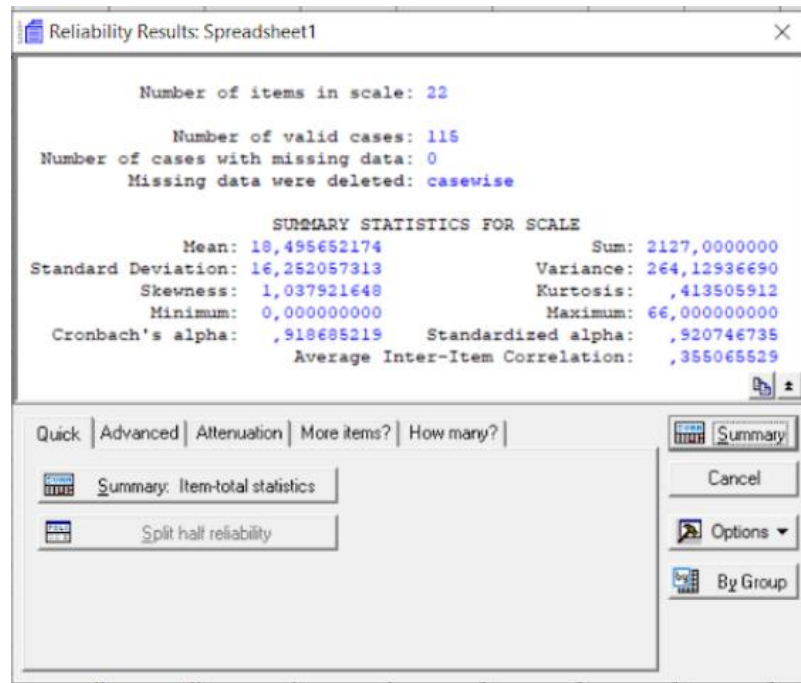 Reliability Results: Spreadsheet1
Number of items in scale: 22
Number of valid cases: 115
Number of cases with missing data: 0
Missing data were deleted: casewise
SUMMARY STATISTICS FOR SCALE
Mean: 18,495652174 Sum: 2127,0000000
Standard Deviation: 16,252057313 Variance: 264,12936690
Skewness: 1,037921648 Kurtosis: ,413505912
Minimum: 0,000000000 Maximum: 66,000000000
Cronbach's alpha: ,918685219 Standardized alpha: ,920746735
Average Inter-Item Correlation: ,355065529
Quick Advanced Attenuation More items? How many?
Summary: Item-total statistics
Split half reliability
Summary
Cancel
Options
By Group